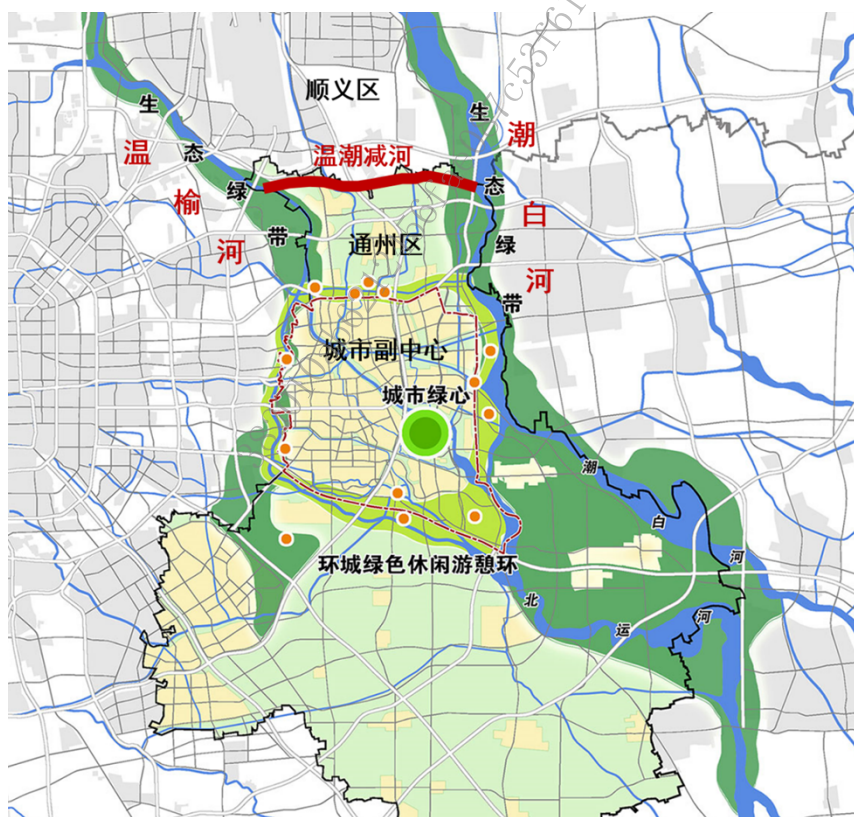 顺义区
生态绿带
温榆河
温潮减河
生态绿带
潮白河
通州区
城市副中心
城市绿心
潮白河
环城绿色休闲游憩环
北运河